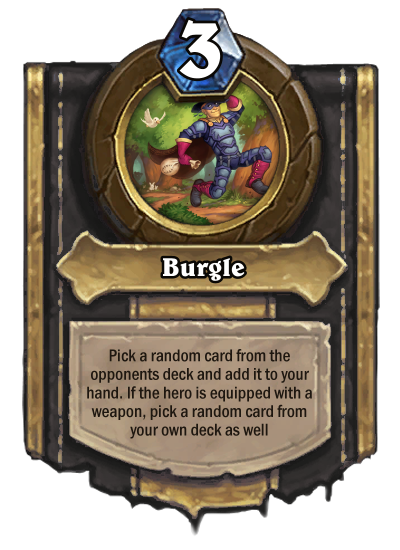 3
Burgle
Pick a random card from the
opponents deck and add it to your
hand. If the hero is equipped with a
weapon, pick a random card from
your own deck as well